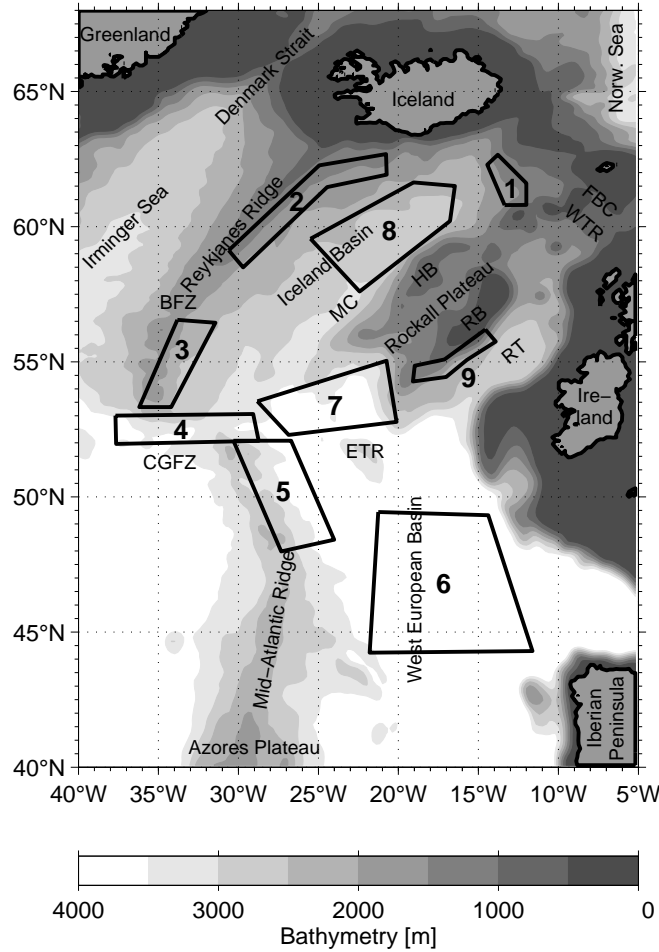 Greenland
Denmark Strait
Norw. Sea
65°N
Iceland
Irminger Sea
Reykjanes Ridge
2
1
FBC
WTR
60°N
8
Iceland Basin
HB
MC
BFZ
Rockall Plateau
RB
RT
3
55°N
9
Ire–
land
7
4
CGFZ
ETR
5
50°N
West European Basin
6
Mid–Atlantic Ridge
45°N
Iberian
Peninsula
Azores Plateau
40°N
40°W 35°W 30°W 25°W 20°W 15°W 10°W 5°W
4000 3000 2000 1000 0
Bathymetry [m]